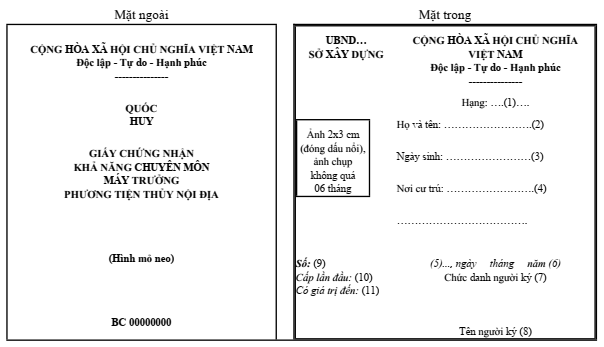 Mặt ngoài
CỘNG HÒA XÃ HỘI CHỦ NGHĨA VIỆT NAM
Độc lập - Tự do - Hạnh phúc
---------------
QUỐC
HUY
GIẤY CHỨNG NHẬN
KHẢ NĂNG CHUYÊN MÔN
MÁY TRƯỞNG
PHƯƠNG TIỆN THỦY NỘI ĐỊA
(Hình mỏ neo)
BC 00000000
Mặt trong
UBND…
SỞ XÂY DỰNG
Ảnh 2x3 cm
(đóng dấu nổi),
ảnh chụp
không quá
06 tháng
Số: (9)
Cấp lần đầu: (10)
Có giá trị đến: (11)
CỘNG HÒA XÃ HỘI CHỦ NGHĨA
VIỆT NAM
Độc lập - Tự do - Hạnh phúc
---------------
Hạng: ….(1)….
Họ và tên: …………………….(2)
Ngày sinh: …………………….(3)
Nơi cư trú: …………………….(4)
…………………………….
(5)..., ngày tháng năm (6)
Chức danh người ký (7)
Tên người ký (8)